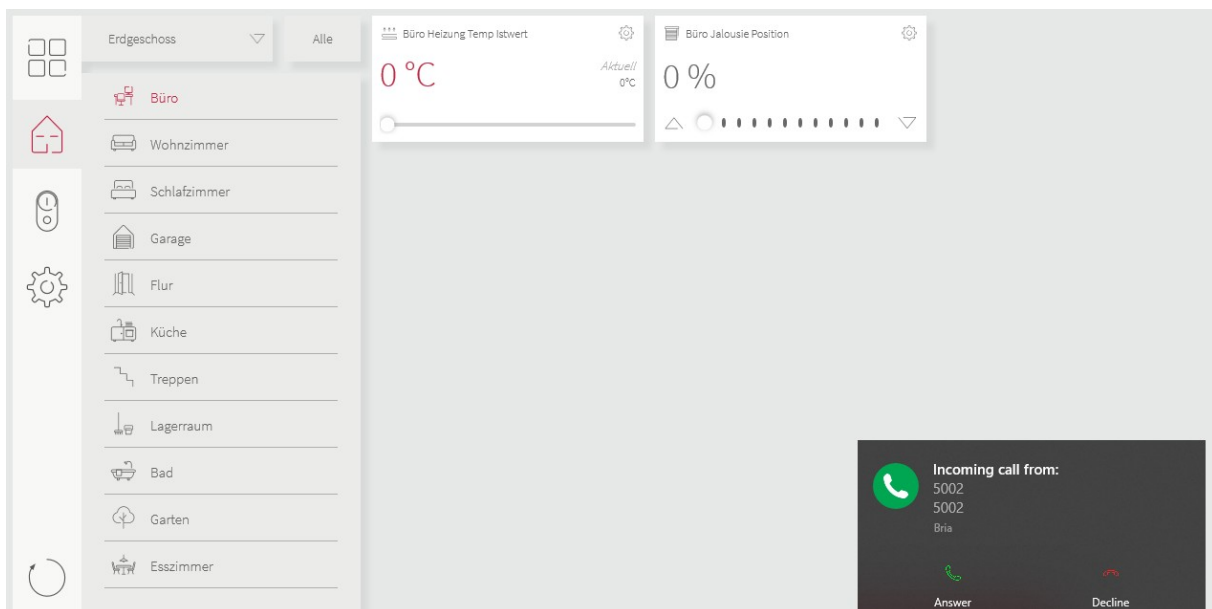 Erdgeschoss
Alle
Büro
Wohnzimmer
Schlafzimmer
Garage
Flur
Küche
Treppen
Lagerraum
Bad
Garten
Esszimmer
Büro Heizung Temp Istwert
0 °C
Aktuell
0°C
Büro Jalousie Position
0 %
Incoming call from:
5002
5002
Bria
Answer
Decline